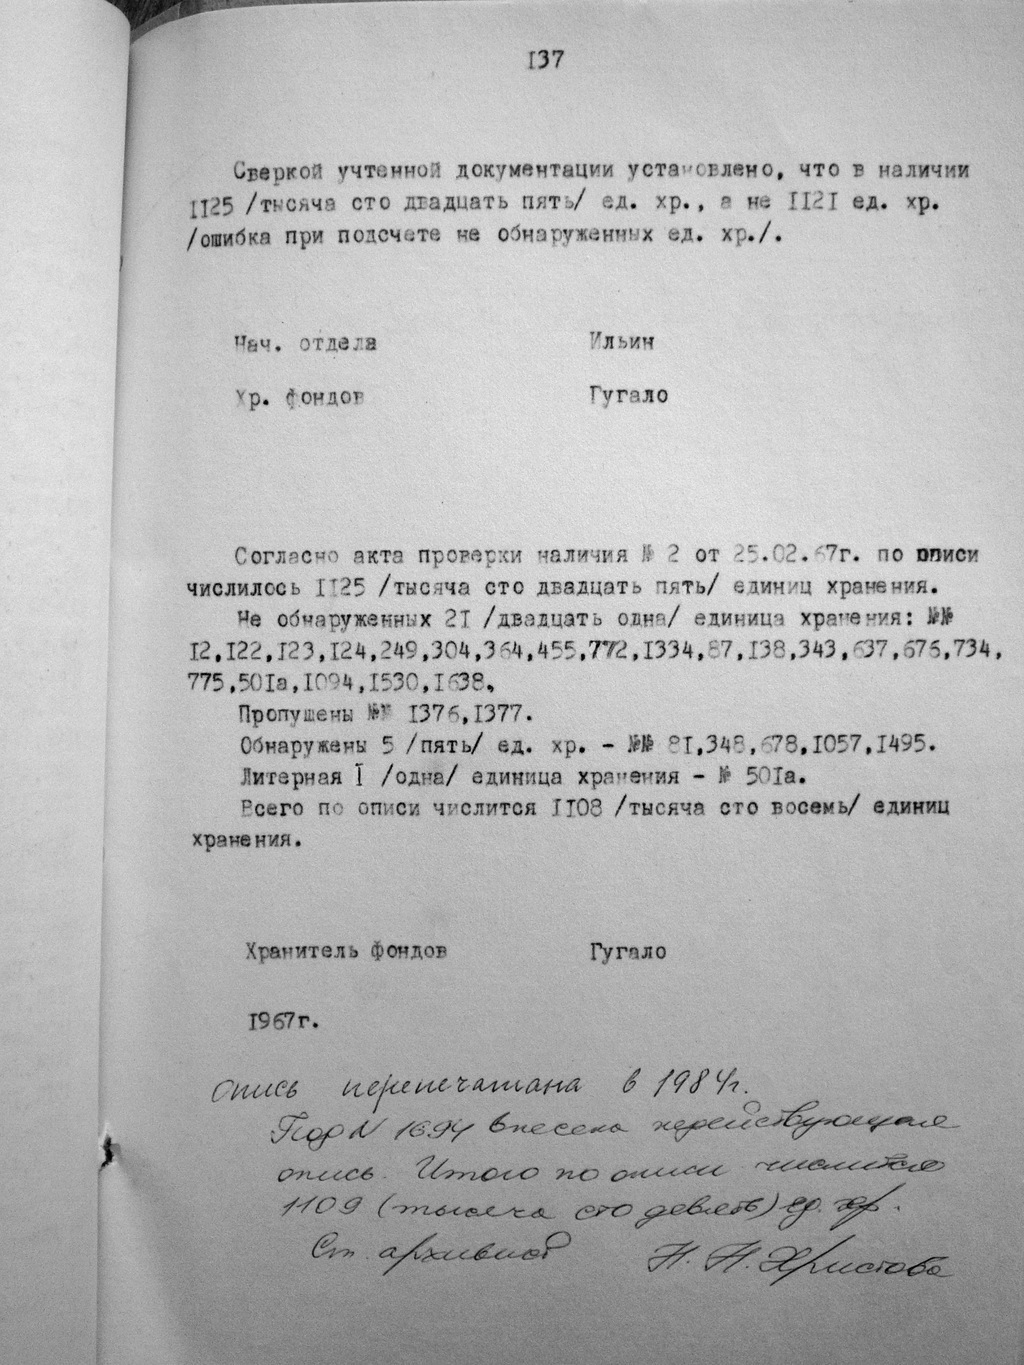 137
Сверкой учтенной документации установлено, что в наличии
1125 /тысяча сто двадцать пять/ ед. хр., а не 1121 ед. хр.
/ошибка при подсчете не обнаруженных ед. хр./.
Нач. отдела Ильин
Хр. фондов Гугало
Согласно акта проверки наличия № 2 от 25.02.67г. по описи
числилось 1125 /тысяча сто двадцать пять/ единиц хранения.
Не обнаруженных 21 /двадцать одна/ единица хранения: №№
12,122,123,124,249,304,364,455,772,1334,87,138,343,637,676,734,
775,501а,1094,1530,1638,
Пропушены №№ 1376,1377.
Обнаружены 5 /пять/ ед. хр. - №№ 81,348,678,1057,1495.
Литерная 1 /одна/ единица хранения - № 501а.
Всего по описи числится 1108 /тысяча сто восемь/ единиц
хранения.
Хранитель фондов Гугало
1967г.
Опись перепечатана в 1984г.
Под N 1694 внесена недействующая
опись. Итого по описи числится
1109 (тысяча сто девять) ед. хр.
Ст. архивист Н. Н. Христова